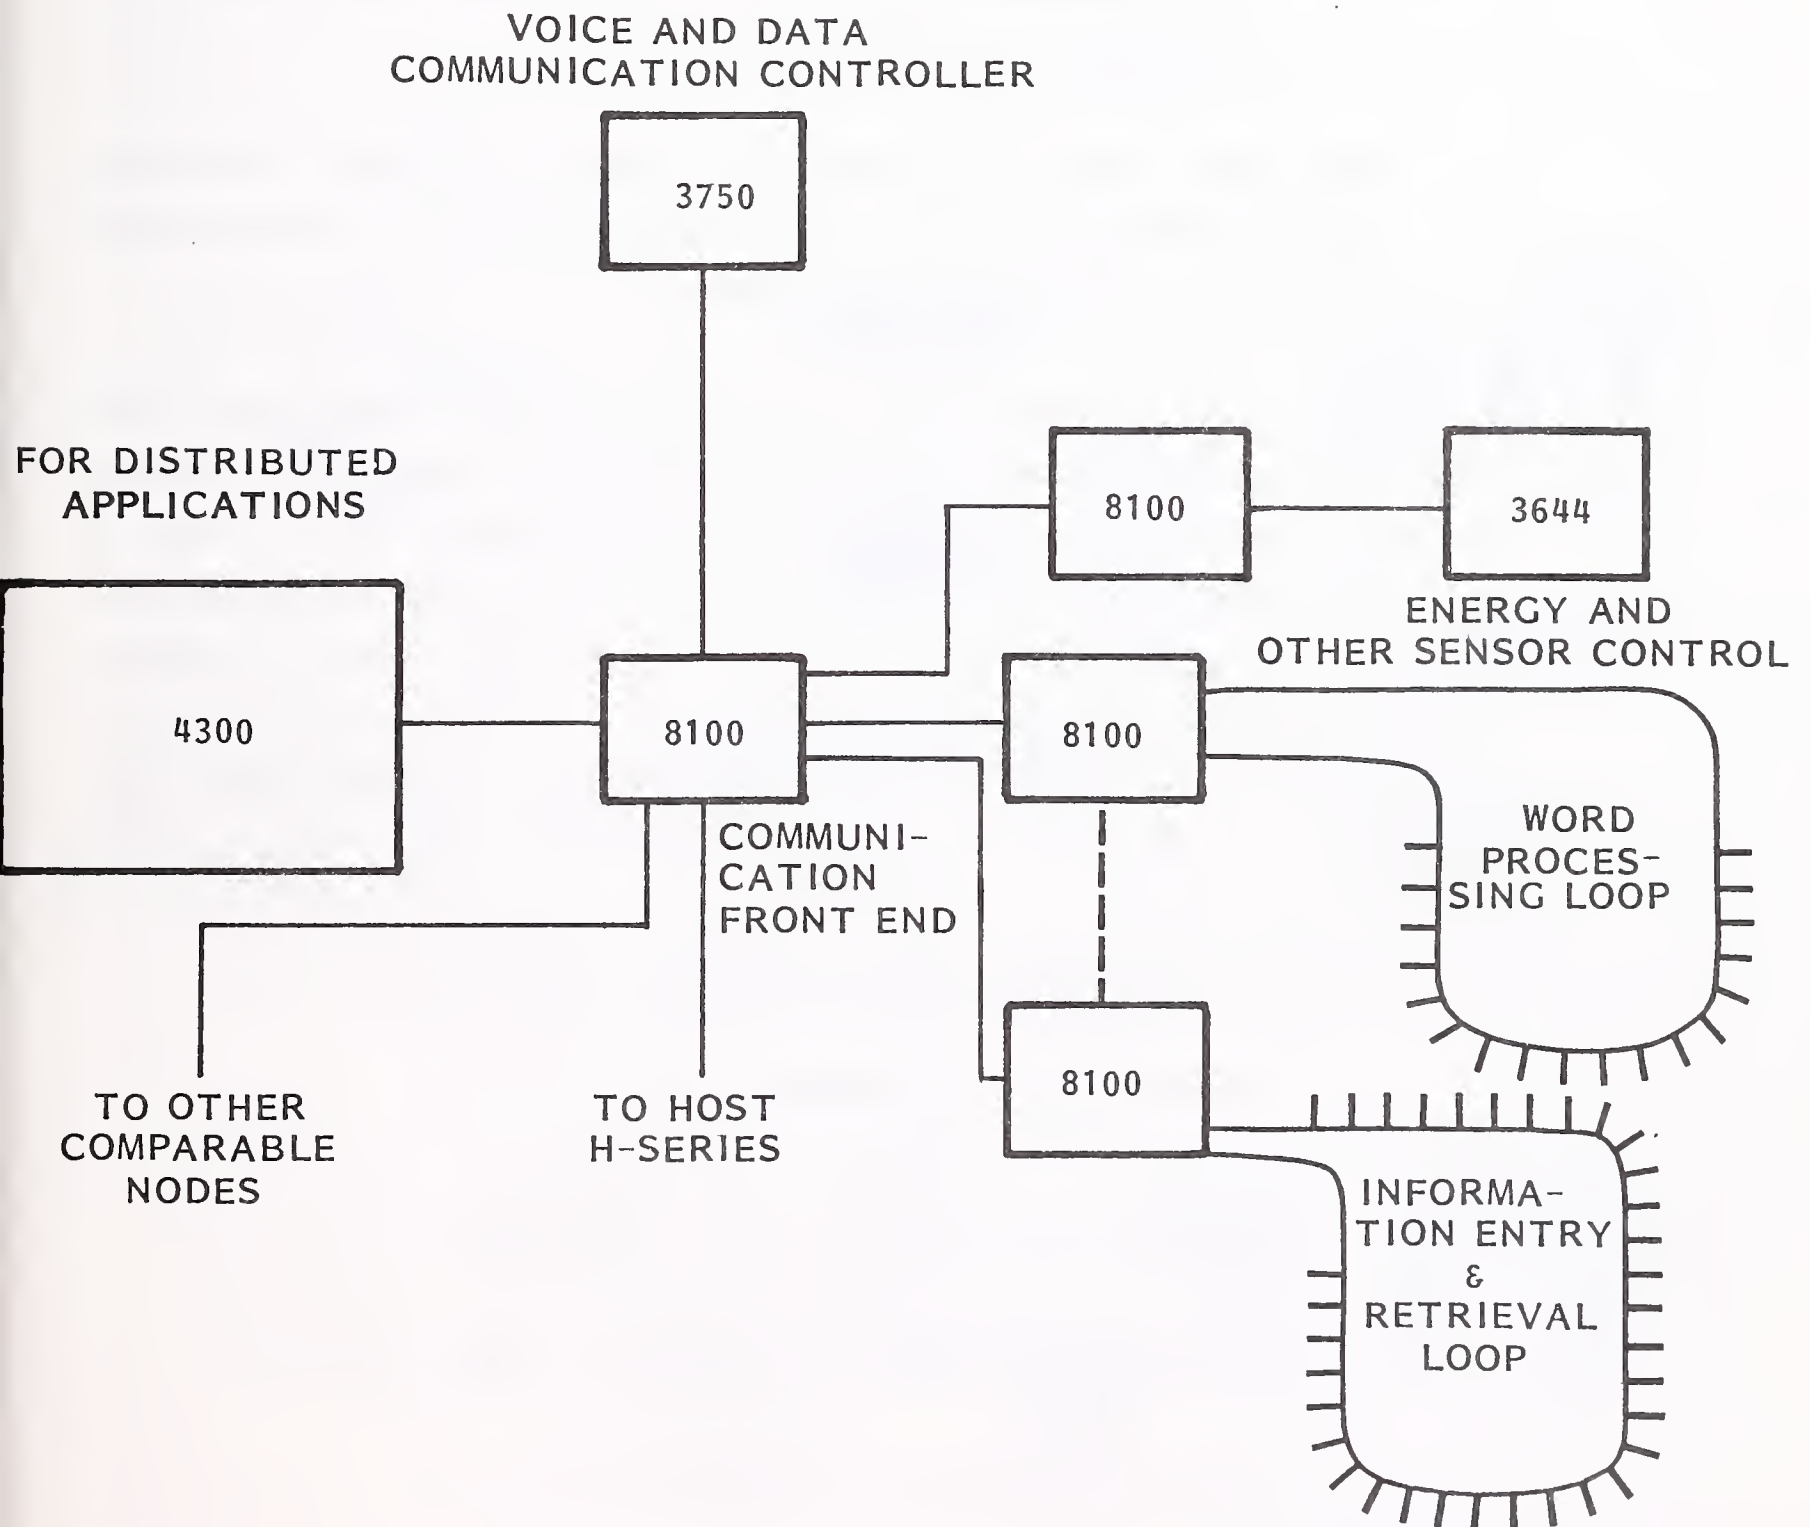 VOICE AND DATA
COMMUNICATION CONTROLLER
3750
FOR DISTRIBUTED
APPLICATIONS
8100
3644
ENERGY AND
OTHER SENSOR CONTROL
4300
8100
8100
COMMUNI-
CATION
FRONT END
WORD
PROCES-
SING LOOP
8100
TO OTHER
COMPARABLE
NODES
TO HOST
H-SERIES
INFORMA-
TION ENTRY
&
RETRIEVAL
LOOP